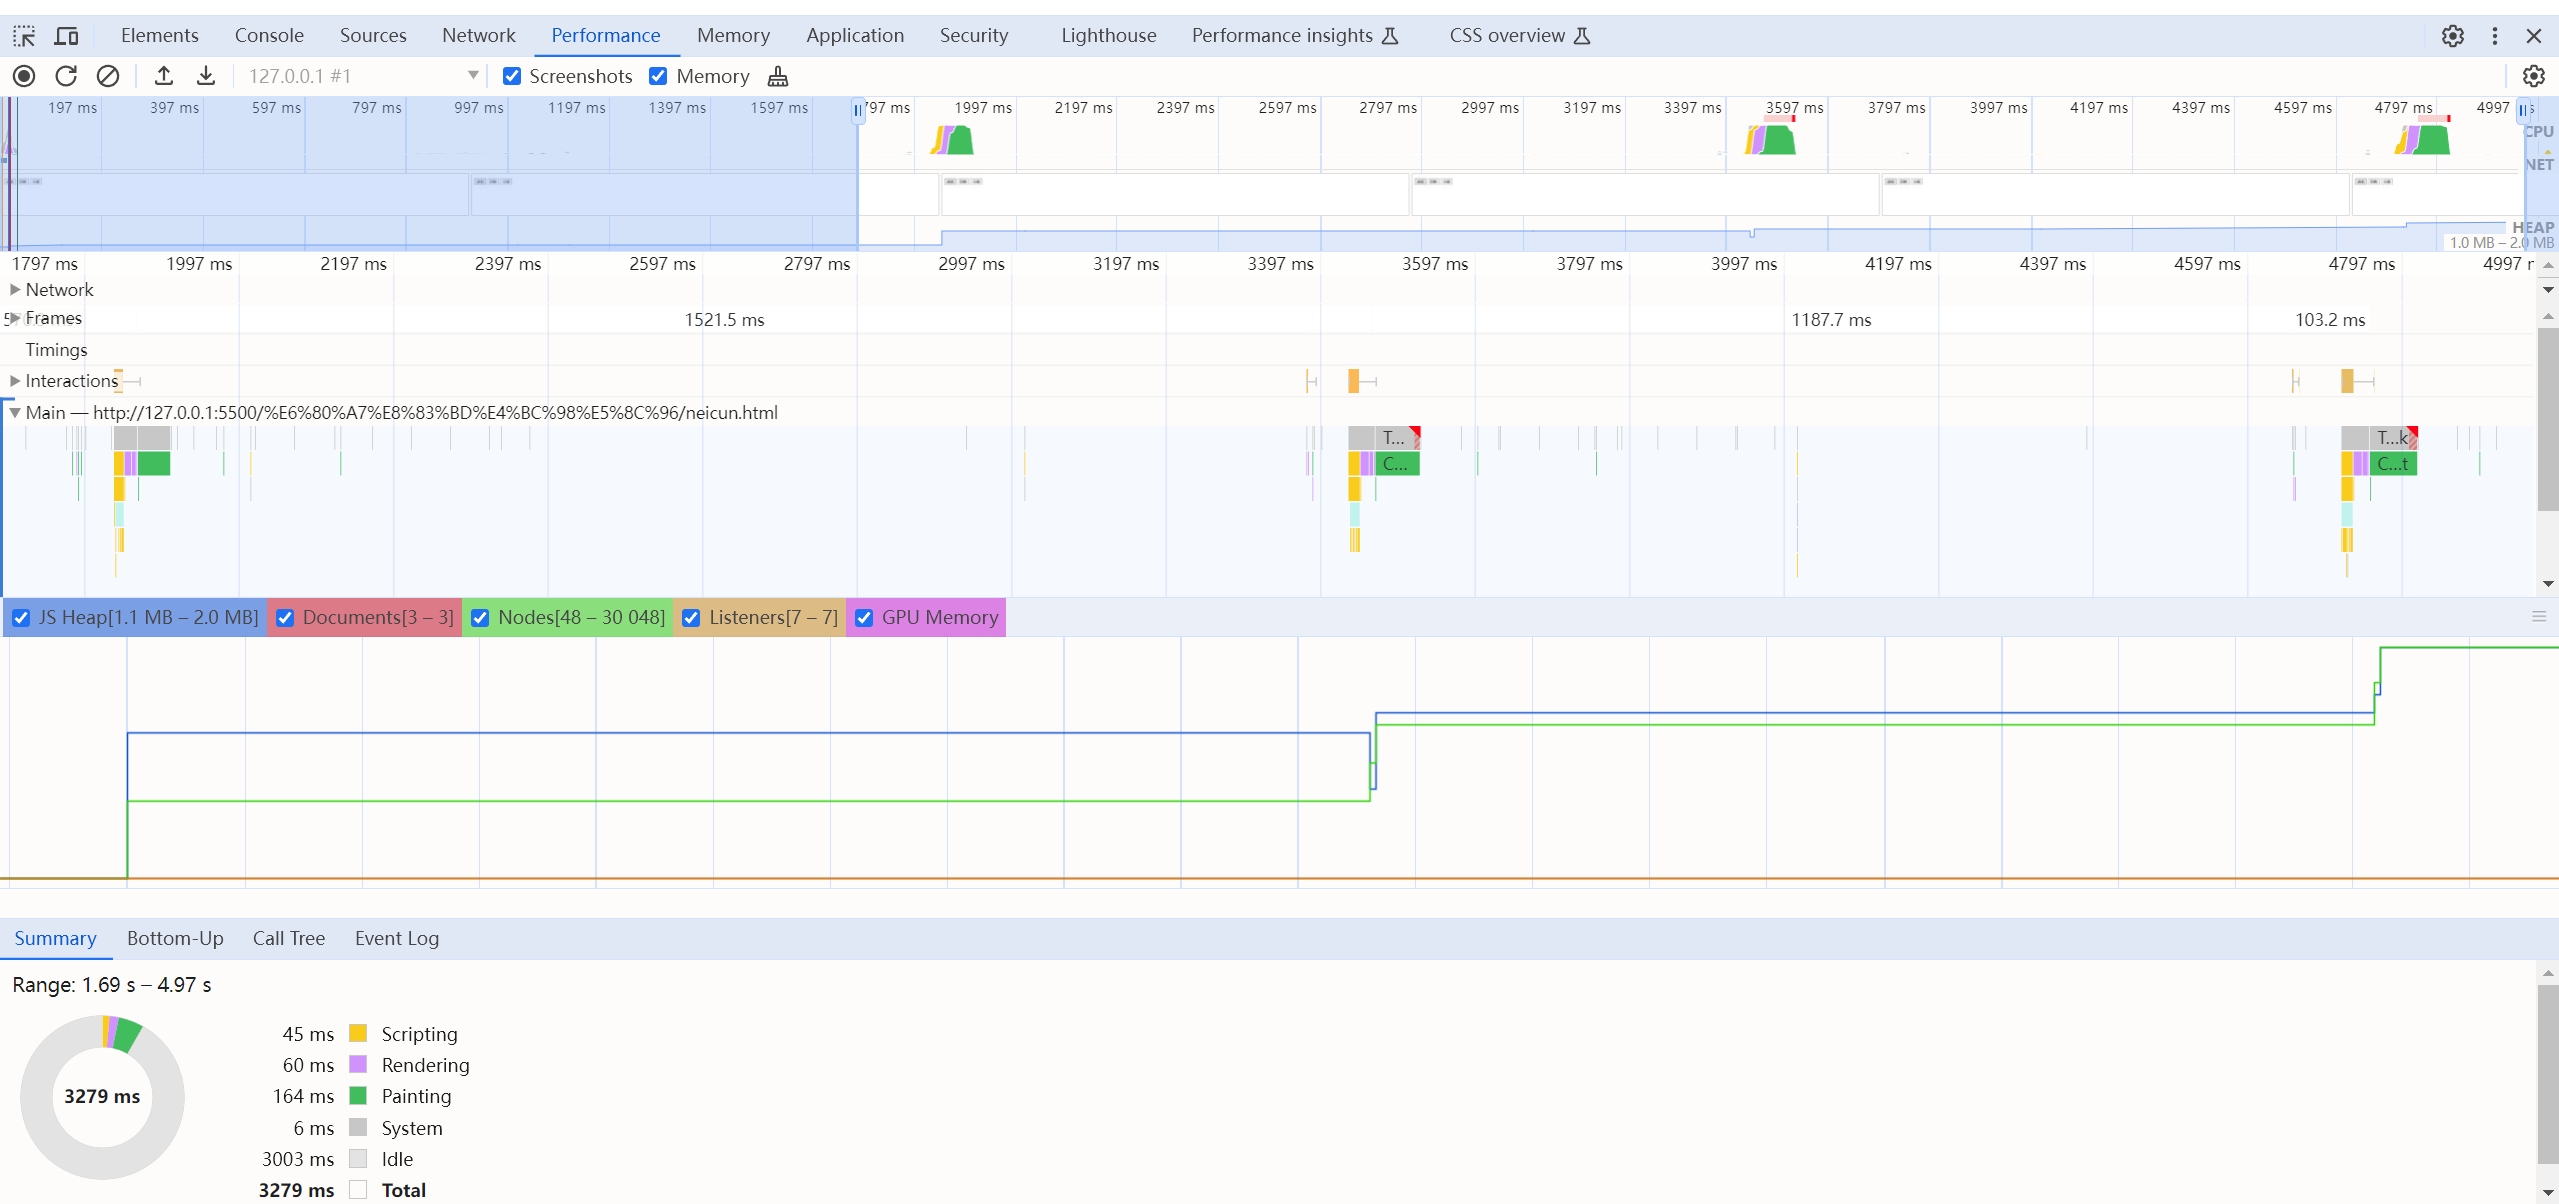 Elements Console Sources Network Performance Memory Application Security Lighthouse Performance insights CSS overview
127.0.0.1 #1 Screenshots Memory
197 ms 397 ms 597 ms 797 ms 997 ms 1197 ms 1397 ms 1597 ms 797 ms 1997 ms 2197 ms 2397 ms 2597 ms 2797 ms 2997 ms 3197 ms 3397 ms 3597 ms 3797 ms 3997 ms 4197 ms 4397 ms 4597 ms 4797 ms 4997 s
CPU
NET
HEAP
1.0 MB – 2.0 MB
1797 ms 1997 ms 2197 ms 2397 ms 2597 ms 2797 ms 2997 ms 3197 ms 3397 ms 3597 ms 3797 ms 3997 ms 4197 ms 4397 ms 4597 ms 4797 ms 4997 r
Network
Frames 1521.5 ms 1187.7 ms 103.2 ms
Timings
Interactions
Main — http://127.0.0.1:5500/%E6%80%A7%E8%83%BD%E4%BC%98%E5%8C%96/neicun.html
T... T...k
C... C...t
JS Heap[1.1 MB – 2.0 MB] Documents[3 – 3] Nodes[48 – 30 048] Listeners[7 – 7] GPU Memory
Summary Bottom-Up Call Tree Event Log
Range: 1.69 s – 4.97 s
45 ms Scripting
60 ms Rendering
3279 ms 164 ms Painting
6 ms System
3003 ms Idle
3279 ms Total